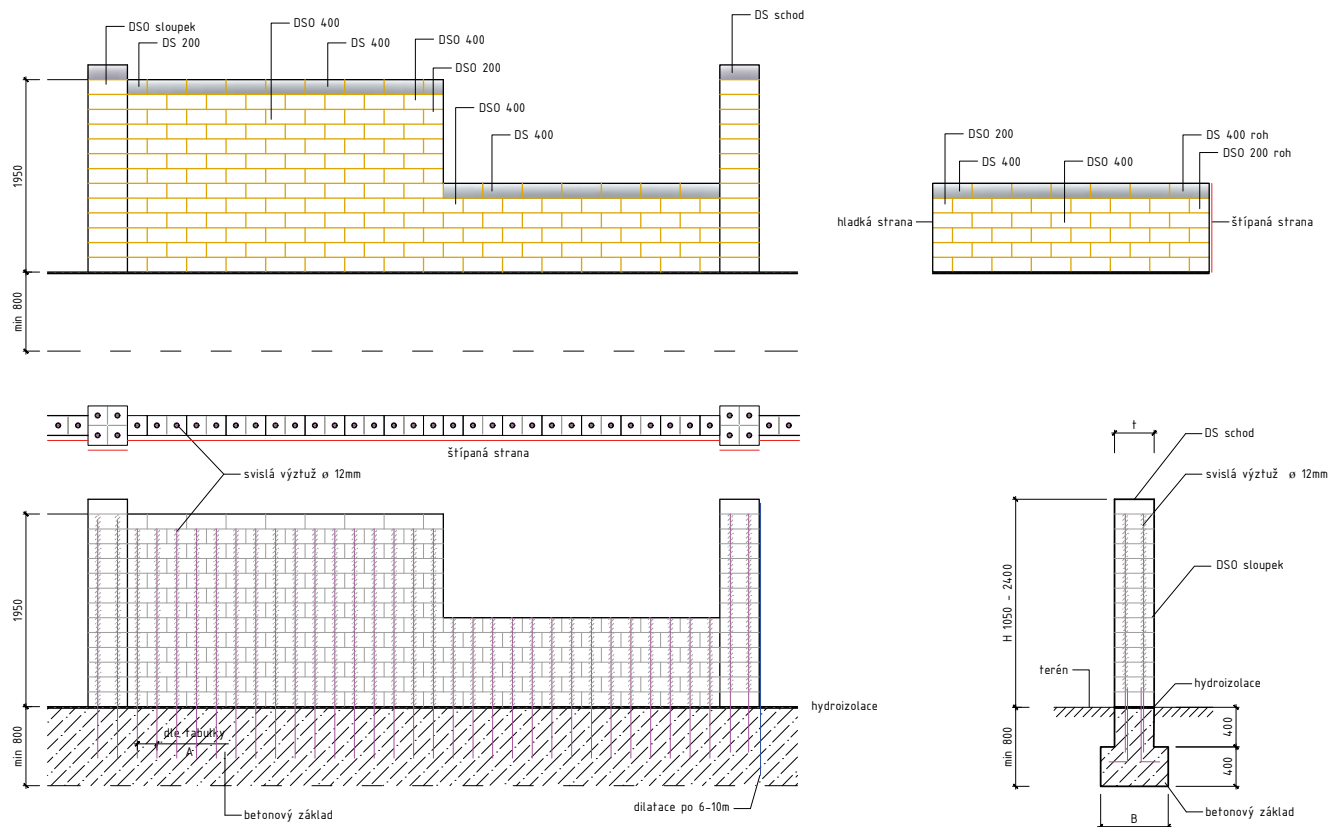 DSO sloupek
DS 200
DSO 400
DS 400
DSO 400
DSO 200
DSO 400
DS 400
DS schod
1950
min 800
DSO 200
DS 400
DSO 400
DS 400 roh
DSO 200 roh
hladká strana
štípaná strana
štípaná strana
svislá výztuž ø 12mm
1950
min 800
dle tabulky
A
hydroizolace
betonový základ
dilatace po 6-10m
t
DS schod
svislá výztuž ø 12mm
DSO sloupek
H 1050 - 2400
terén
hydroizolace
min 800
400
400
betonový základ
B